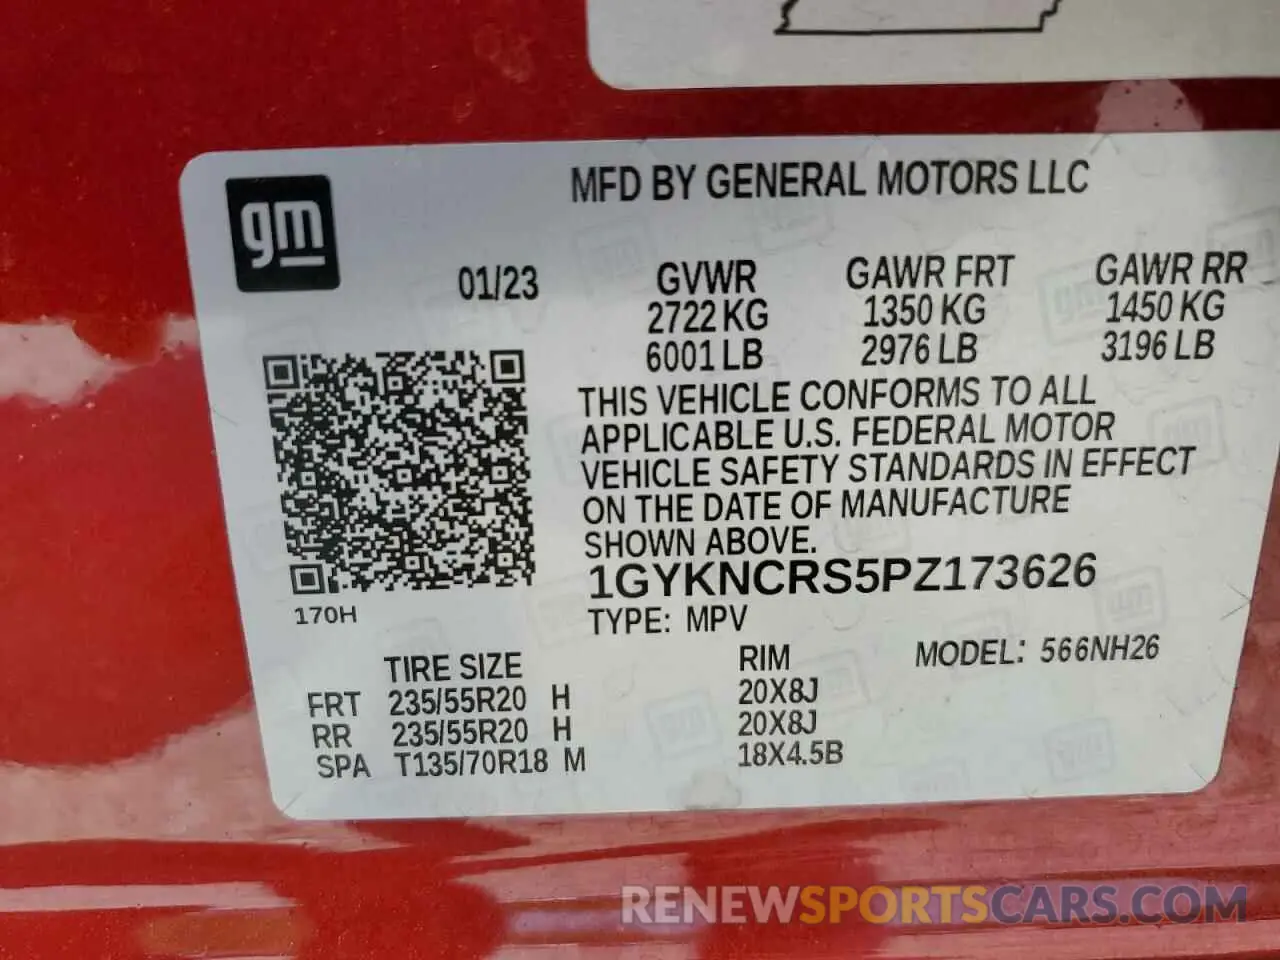 gm
MFD BY GENERAL MOTORS LLC
01/23 GVWR GAWR FRT GAWR RR
2722 KG 1350 KG 1450 KG
6001 LB 2976 LB 3196 LB
THIS VEHICLE CONFORMS TO ALL
APPLICABLE U.S. FEDERAL MOTOR
VEHICLE SAFETY STANDARDS IN EFFECT
ON THE DATE OF MANUFACTURE
SHOWN ABOVE.
1GYKNCRS5PZ173626
170H
TYPE: MPV
TIRE SIZE RIM MODEL: 566NH26
FRT 235/55R20 H 20X8J
RR 235/55R20 H 20X8J
SPA T135/70R18 M 18X4.5B
RENEWSPORTSCARS.COM